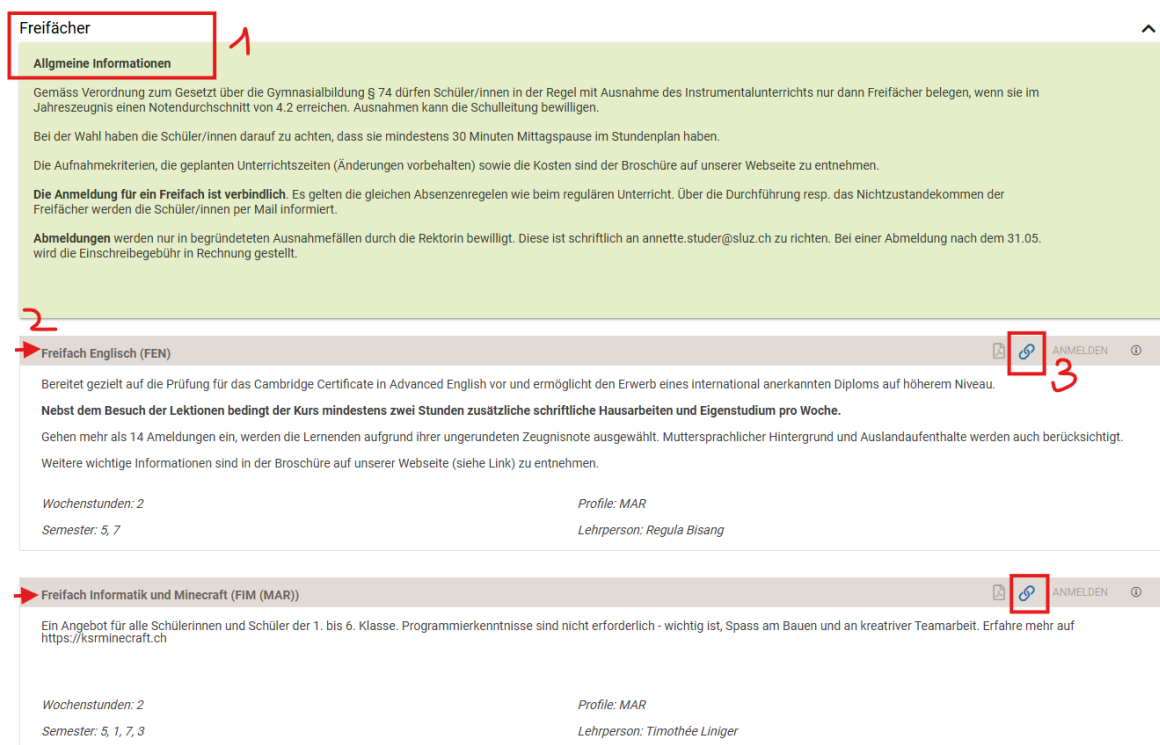 Freifächer
1
Allgmeine Informationen
Gemäss Verordnung zum Gesetzt über die Gymnasialbildung § 74 dürfen Schüler/innen in der Regel mit Ausnahme des Instrumentalunterrichts nur dann Freifächer belegen, wenn sie im
Jahreszeugnis einen Notendurchschnitt von 4.2 erreichen. Ausnahmen kann die Schulleitung bewilligen.
Bei der Wahl haben die Schüler/innen darauf zu achten, dass sie mindestens 30 Minuten Mittagspause im Stundenplan haben.
Die Aufnahmekriterien, die geplanten Unterrichtszeiten (Änderungen vorbehalten) sowie die Kosten sind der Broschüre auf unserer Webseite zu entnehmen.
Die Anmeldung für ein Freifach ist verbindlich. Es gelten die gleichen Absenzenregelen wie beim regulären Unterricht. Über die Durchführung resp. das Nichtzustandekommen der
Freifächer werden die Schüler/innen per Mail informiert.
Abmeldungen werden nur in begründeteten Ausnahmefällen durch die Rektorin bewilligt. Diese ist schriftlich an annette.studer@sluz.ch zu richten. Bei einer Abmeldung nach dem 31.05.
wird die Einschreibegebühr in Rechnung gestellt.
2
Freifach Englisch (FEN) ANMELDEN
3
Bereitet gezielt auf die Prüfung für das Cambridge Certificate in Advanced English vor und ermöglicht den Erwerb eines international anerkannten Diploms auf höherem Niveau.
Nebst dem Besuch der Lektionen bedingt der Kurs mindestens zwei Stunden zusätzliche schriftliche Hausarbeiten und Eigenstudium pro Woche.
Gehen mehr als 14 Ameldungen ein, werden die Lernenden aufgrund ihrer ungerundeten Zeugnisnote ausgewählt. Muttersprachlicher Hintergrund und Auslandaufenthalte werden auch berücksichtigt.
Weitere wichtige Informationen sind in der Broschüre auf unserer Webseite (siehe Link) zu entnehmen.
Wochenstunden: 2 Profile: MAR
Semester: 5, 7 Lehrperson: Regula Bisang
Freifach Informatik und Minecraft (FIM (MAR)) ANMELDEN
Ein Angebot für alle Schülerinnen und Schüler der 1. bis 6. Klasse. Programmierkenntnisse sind nicht erforderlich - wichtig ist, Spass am Bauen und an kreatriver Teamarbeit. Erfahre mehr auf
https://ksrminecraft.ch
Wochenstunden: 2 Profile: MAR
Semester: 5, 1, 7, 3 Lehrperson: Timothée Liniger